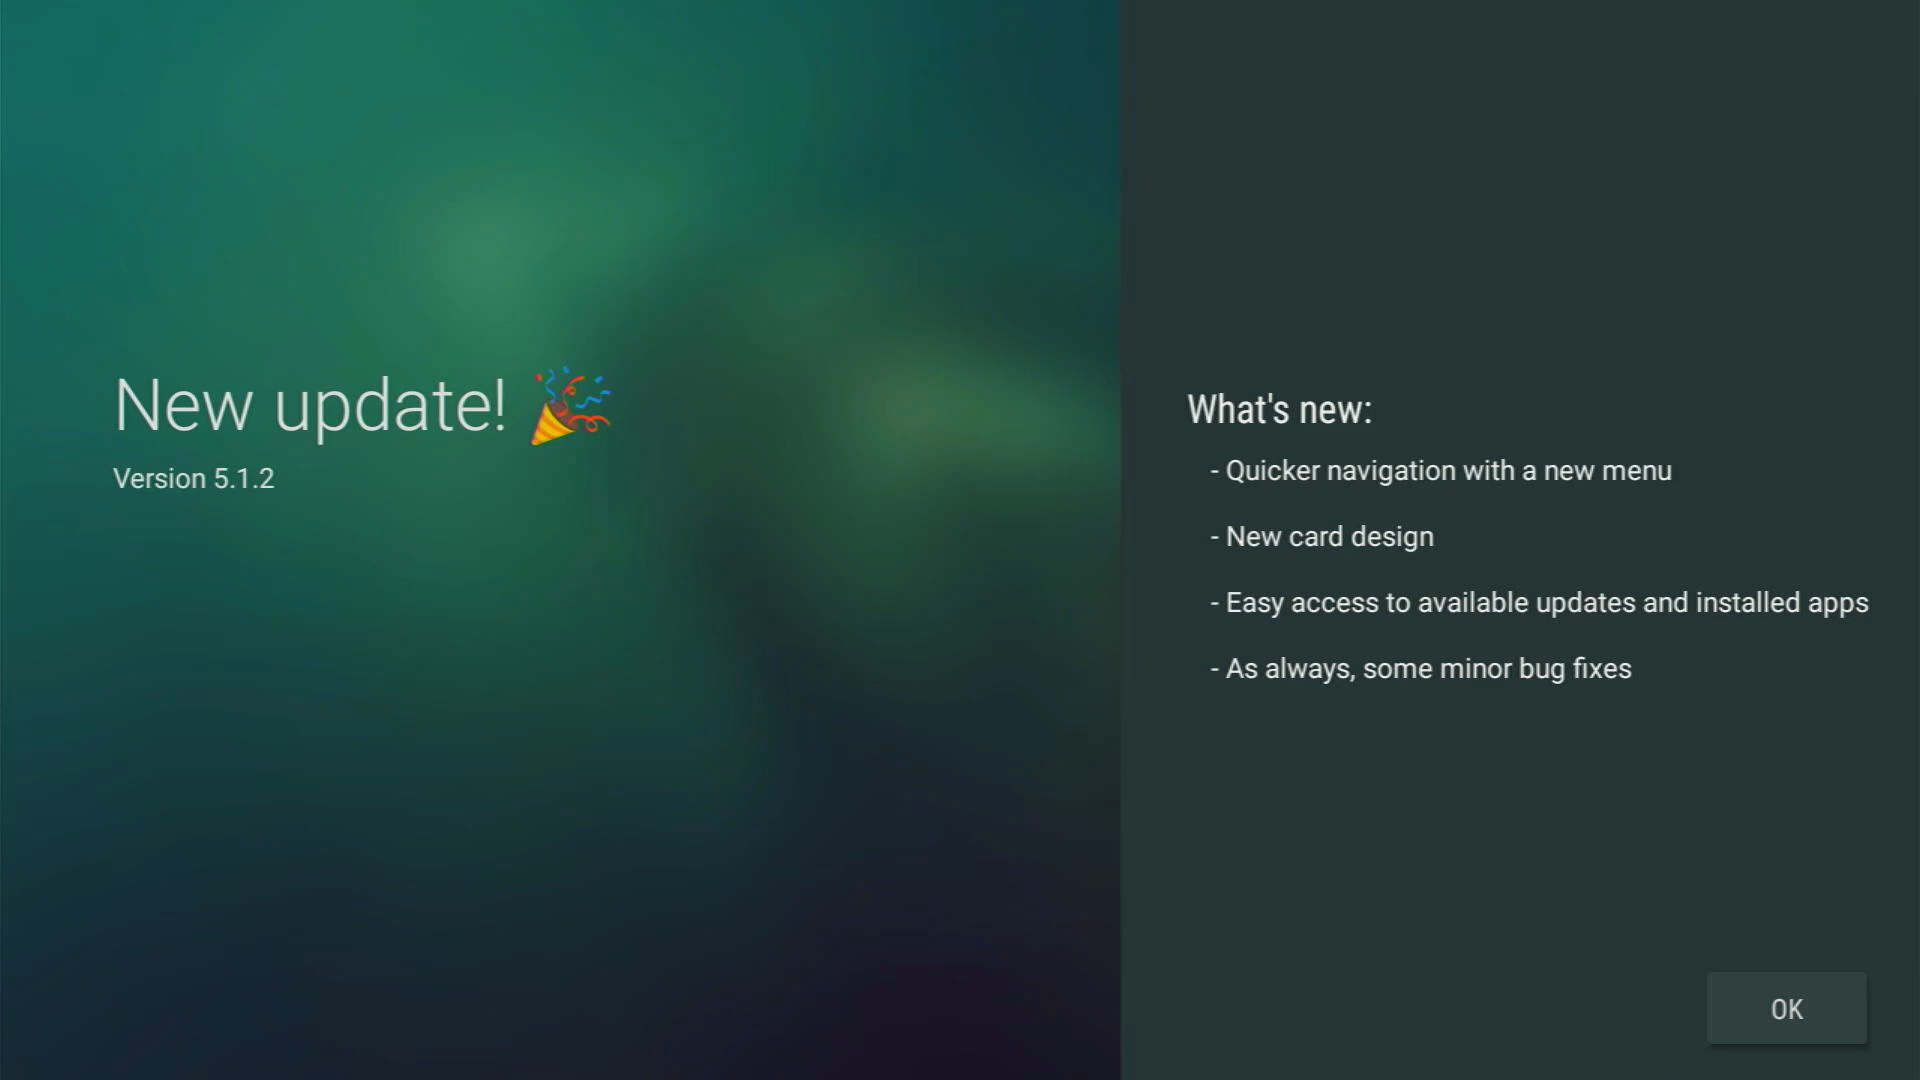 New update! 🎉
Version 5.1.2
What's new:
- Quicker navigation with a new menu
- New card design
- Easy access to available updates and installed apps
- As always, some minor bug fixes
OK